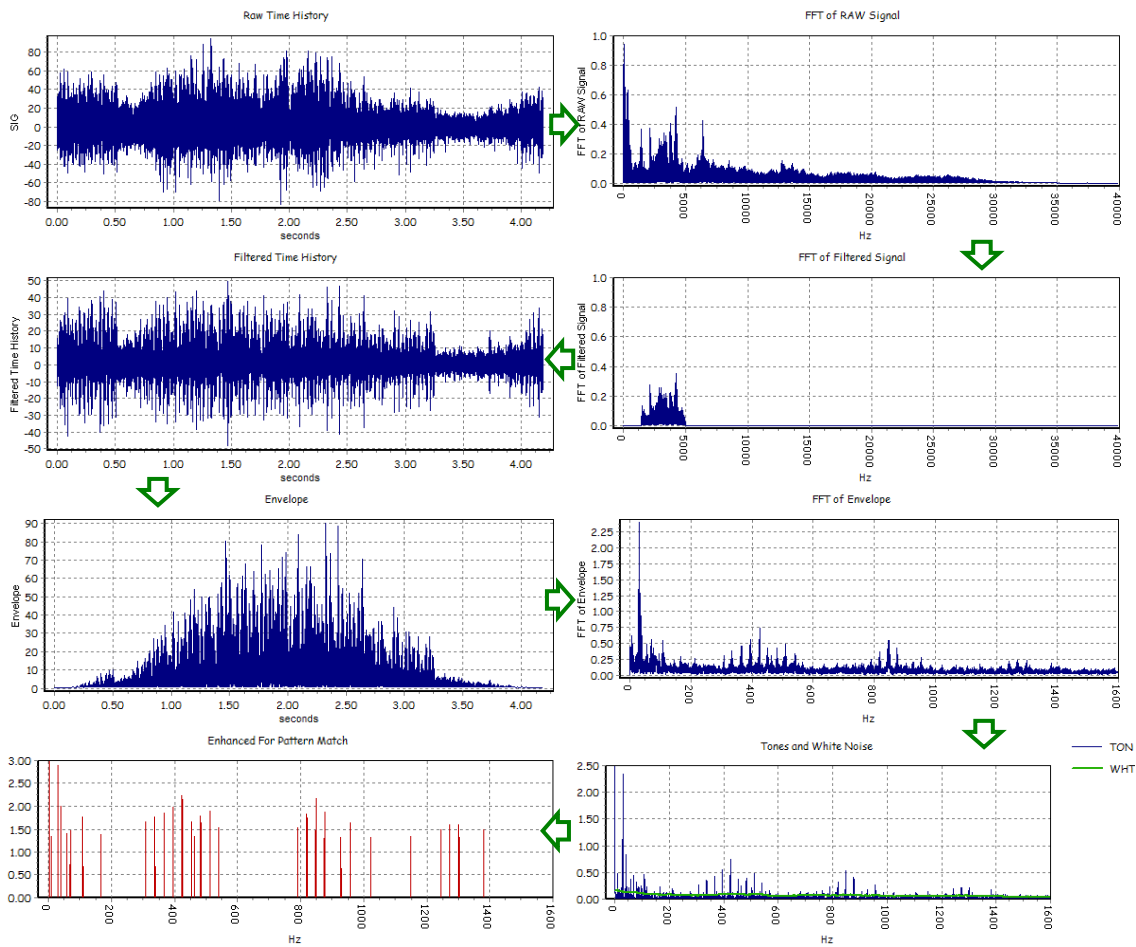 Raw Time History
SIG
80
60
40
20
0
-20
-40
-60
-80
0.00 0.50 1.00 1.50 2.00 2.50 3.00 3.50 4.00
seconds
FFT of RAW Signal
FFT of RAW Signal
1.0
0.8
0.6
0.4
0.2
0.0
0 5000 10000 15000 20000 25000 30000 35000 40000
Hz
Filtered Time History
Filtered Time History
50
40
30
20
10
0
-10
-20
-30
-40
-50
0.00 0.50 1.00 1.50 2.00 2.50 3.00 3.50 4.00
seconds
FFT of Filtered Signal
FFT of Filtered Signal
1.0
0.8
0.6
0.4
0.2
0.0
0 5000 10000 15000 20000 25000 30000 35000 40000
Hz
Envelope
Envelope
90
80
70
60
50
40
30
20
10
0
0.00 0.50 1.00 1.50 2.00 2.50 3.00 3.50 4.00
seconds
FFT of Envelope
FFT of Envelope
2.25
2.00
1.75
1.50
1.25
1.00
0.75
0.50
0.25
0.00
0 200 400 600 800 1000 1200 1400 1600
Hz
Enhanced For Pattern Match
3.00
2.50
2.00
1.50
1.00
0.50
0.00
0 200 400 600 800 1000 1200 1400 1600
Hz
Tones and White Noise
2.50
2.00
1.50
1.00
0.50
0.00
0 200 400 600 800 1000 1200 1400 1600
Hz
TON
WHT